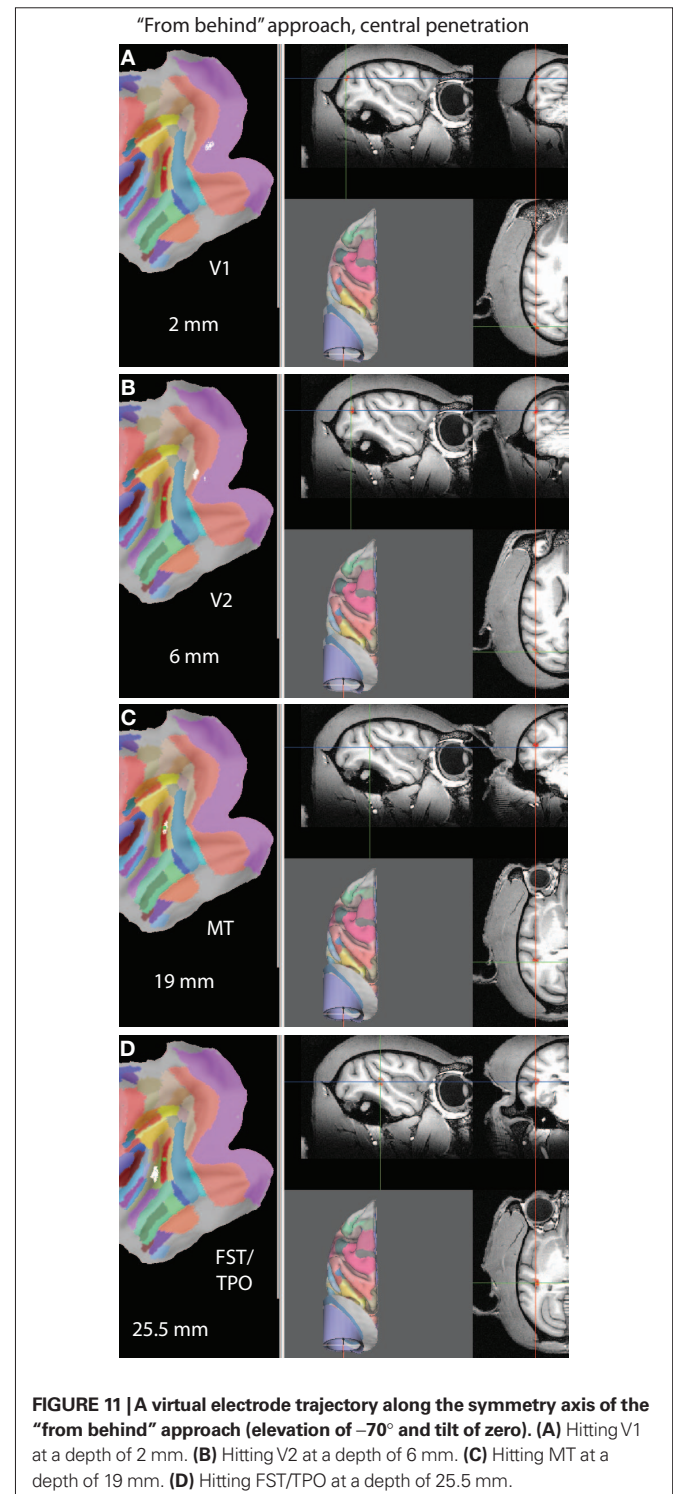 “From behind” approach, central penetration
A
V1
2 mm
B
V2
6 mm
C
MT
19 mm
D
FST/
TPO
25.5 mm
FIGURE 11 | A virtual electrode trajectory along the symmetry axis of the
“from behind” approach (elevation of –70° and tilt of zero). (A) Hitting V1
at a depth of 2 mm. (B) Hitting V2 at a depth of 6 mm. (C) Hitting MT at a
depth of 19 mm. (D) Hitting FST/TPO at a depth of 25.5 mm.